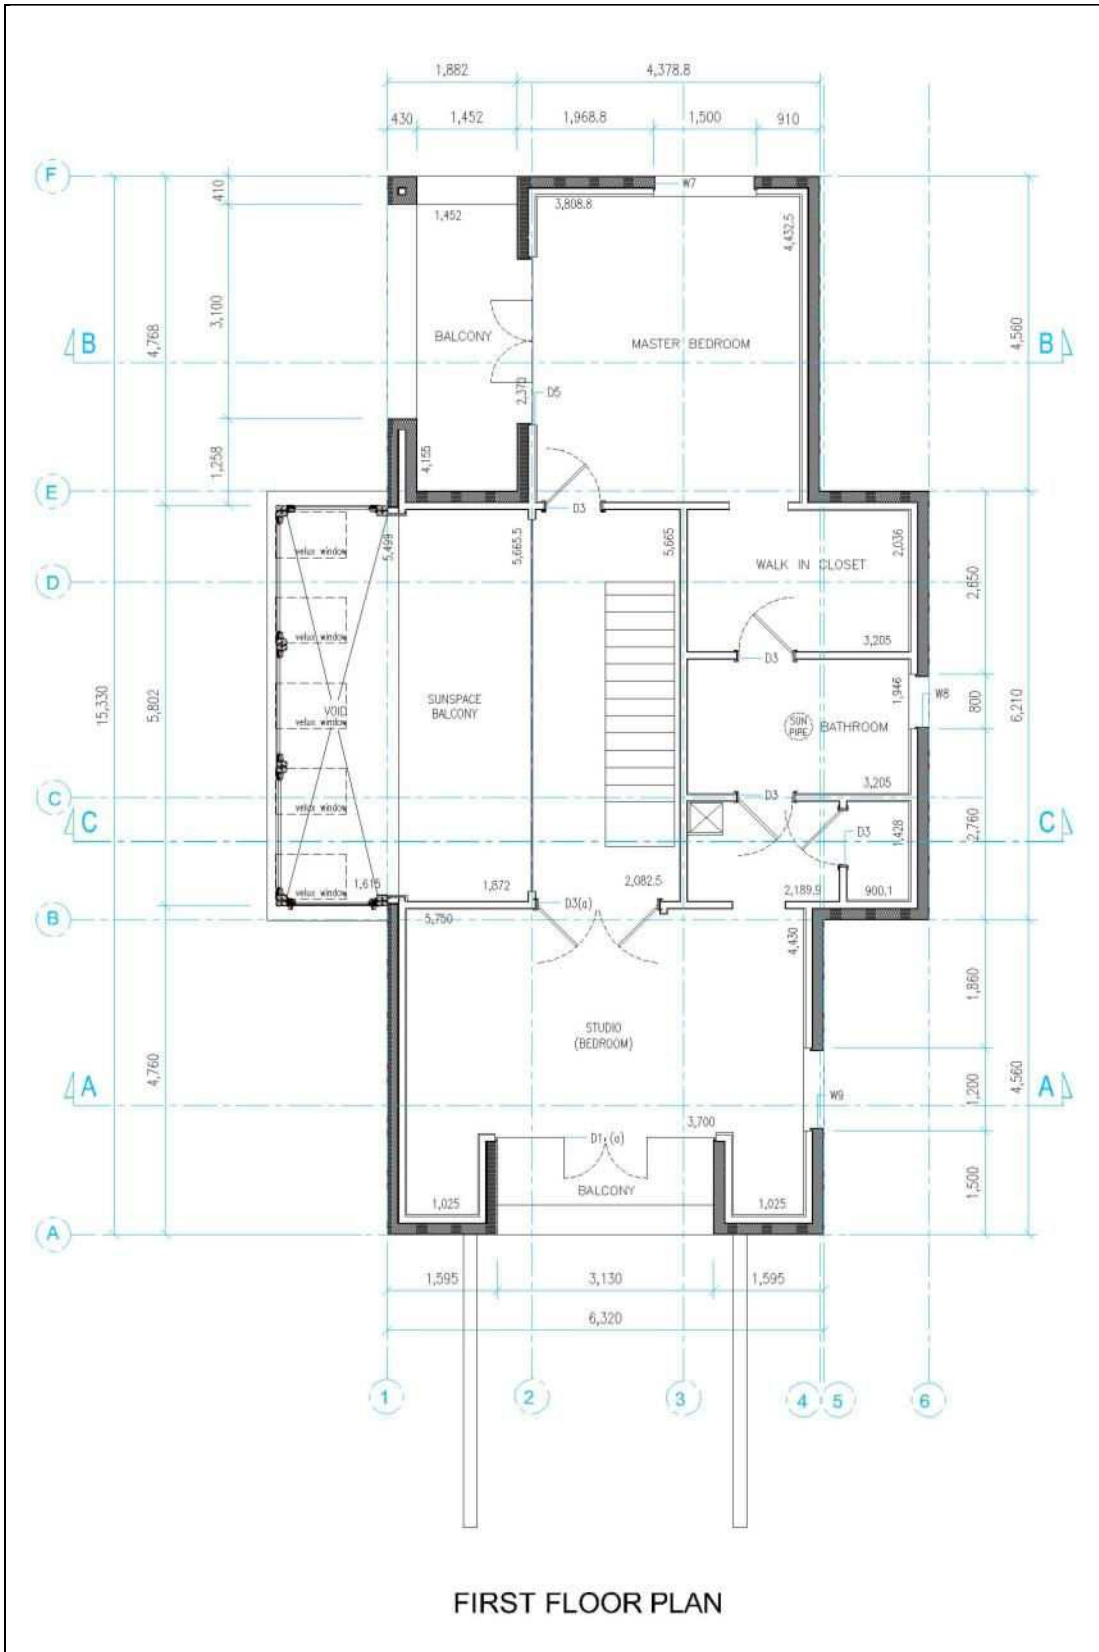 1,882
4,378.8
430
1,452
1,968.8
1,500
910
F
W7
410
1,452
3,808.8
4,432.5
3,100
4,768
4,560
B
BALCONY
MASTER BEDROOM
B
2,370
D5
1,258
4,155
E
D3
5,499
5,665.5
5,665
2,036
velux window
WALK IN CLOSET
D
2,650
velux window
3,205
D3
15,330
5,802
SUNSPACE
BALCONY
VOID
velux window
1,946
W8
800
6,210
SUN
PIPE
BATHROOM
velux window
3,205
C
D3
C
2,760
C
D3
1,428
velux window
1,615
1,872
2,082.5
2,189.9
900.1
B
D3(a)
5,750
4,430
1,860
STUDIO
(BEDROOM)
4,760
4,560
A
A
1,200
W9
3,700
D1 (a)
BALCONY
1,500
1,025
1,025
A
1,595
3,130
1,595
6,320
1
2
3
4
5
6
FIRST FLOOR PLAN